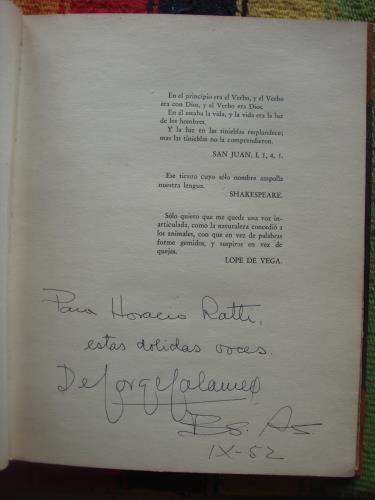 En el principio era el Verbo, y el Verbo
era con Dios, y el Verbo era Dios.
En él estaba la vida, y la vida era la luz
de los hombres.
Y la luz en las tinieblas resplandece;
mas las tinieblas no la comprendieron.
SAN JUAN, I, 1, 4, 5.
Ese tirano cuyo sólo nombre ampolla
nuestra lengua.
SHAKESPEARE.
Sólo quiero que me quede una voz in-
articulada, como la naturaleza concedió a
los animales, con que en vez de palabras
forme gemidos, y suspiros en vez de
quejas.
LOPE DE VEGA.
Para Horacio Ratti,
estas dolidas voces.
De Jorge Zalamea
Bs. As.
IX-52